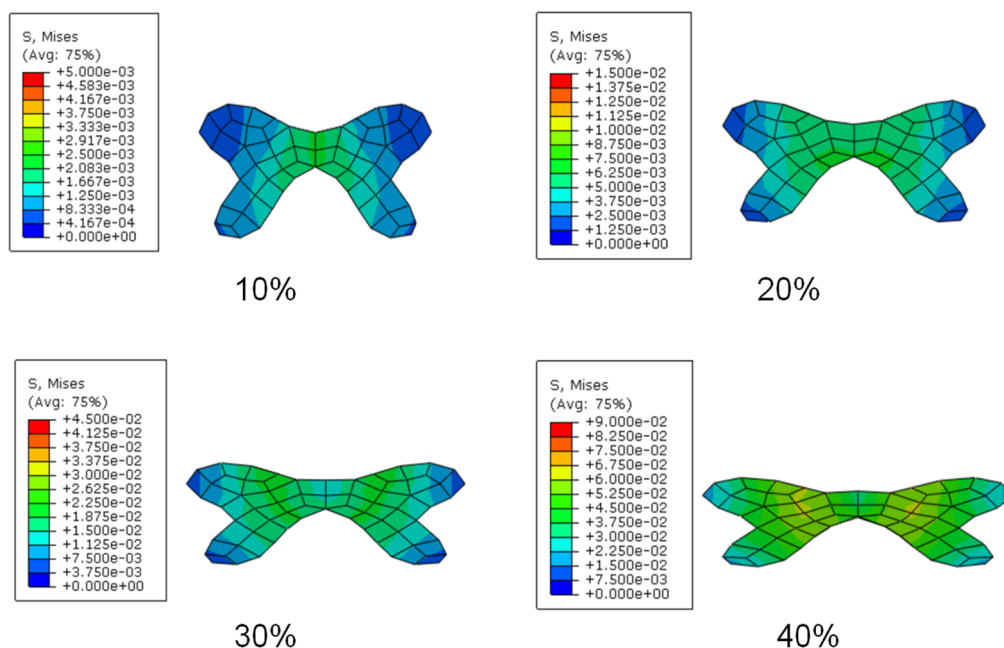 S, Mises
(Avg: 75%)
+5.000e-03
+4.583e-03
+4.167e-03
+3.750e-03
+3.333e-03
+2.917e-03
+2.500e-03
+2.083e-03
+1.667e-03
+1.250e-03
+8.333e-04
+4.167e-04
+0.000e+00
10%
S, Mises
(Avg: 75%)
+1.500e-02
+1.375e-02
+1.250e-02
+1.125e-02
+1.000e-02
+8.750e-03
+7.500e-03
+6.250e-03
+5.000e-03
+3.750e-03
+2.500e-03
+1.250e-03
+0.000e+00
20%
S, Mises
(Avg: 75%)
+4.500e-02
+4.125e-02
+3.750e-02
+3.375e-02
+3.000e-02
+2.625e-02
+2.250e-02
+1.875e-02
+1.500e-02
+1.125e-02
+7.500e-03
+3.750e-03
+0.000e+00
30%
S, Mises
(Avg: 75%)
+9.000e-02
+8.250e-02
+7.500e-02
+6.750e-02
+6.000e-02
+5.250e-02
+4.500e-02
+3.750e-02
+3.000e-02
+2.250e-02
+1.500e-02
+7.500e-03
+0.000e+00
40%